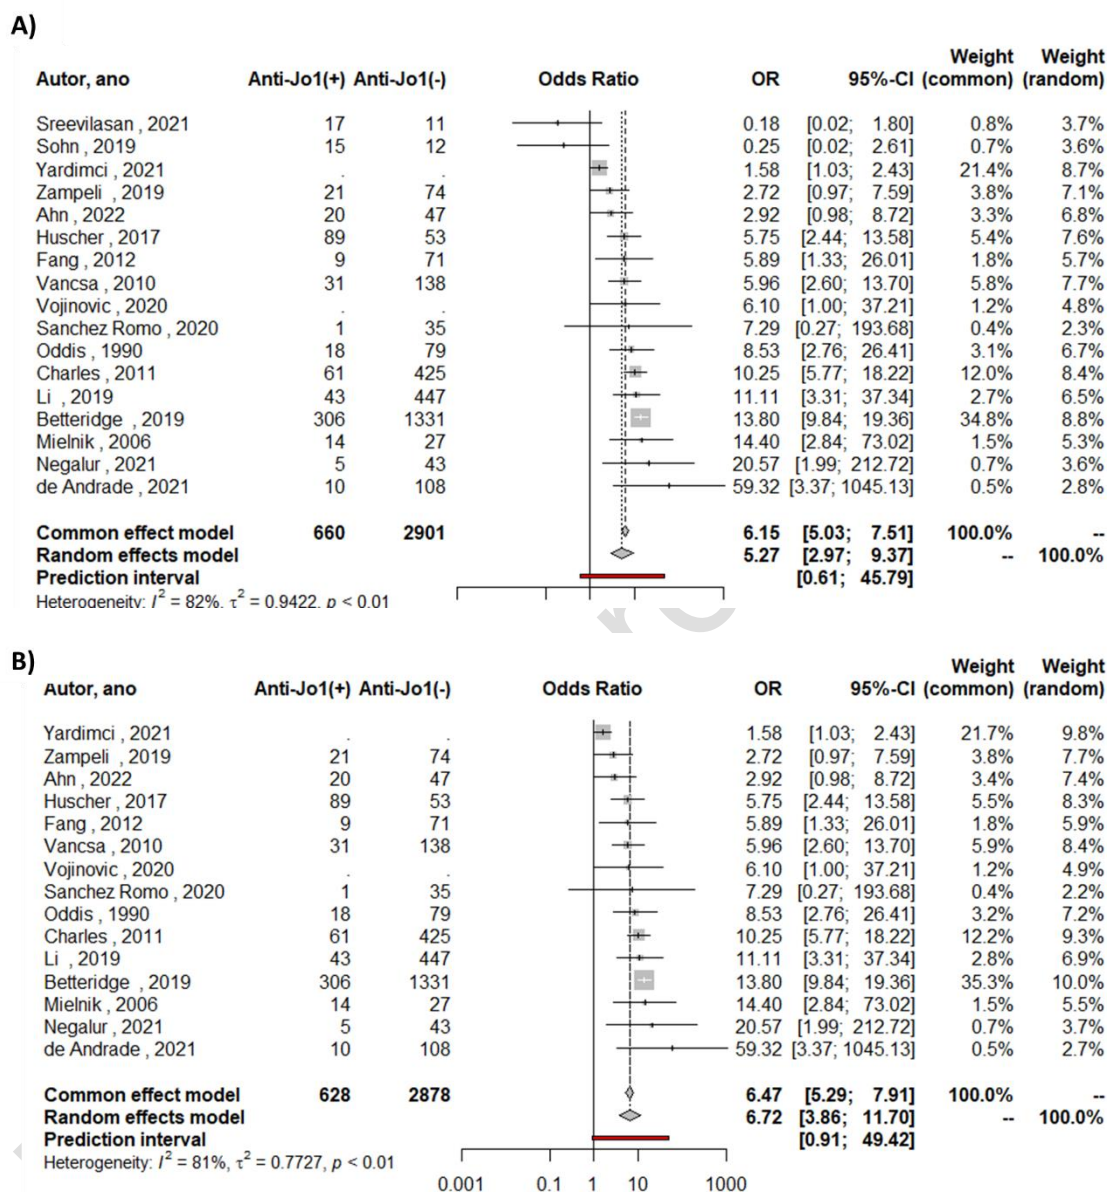 A)
Weight Weight
Autor, ano Anti-Jo1(+) Anti-Jo1(-) Odds Ratio OR 95%-CI (common) (random)
Sreevilasan , 2021 17 11 0.18 [0.02; 1.80] 0.8% 3.7%
Sohn , 2019 15 12 0.25 [0.02; 2.61] 0.7% 3.6%
Yardimci , 2021 . . 1.58 [1.03; 2.43] 21.4% 8.7%
Zampeli , 2019 21 74 2.72 [0.97; 7.59] 3.8% 7.1%
Ahn , 2022 20 47 2.92 [0.98; 8.72] 3.3% 6.8%
Huscher , 2017 89 53 5.75 [2.44; 13.58] 5.4% 7.6%
Fang , 2012 9 71 5.89 [1.33; 26.01] 1.8% 5.7%
Vancsa , 2010 31 138 5.96 [2.60; 13.70] 5.8% 7.7%
Vojinovic , 2020 . . 6.10 [1.00; 37.21] 1.2% 4.8%
Sanchez Romo , 2020 1 35 7.29 [0.27; 193.68] 0.4% 2.3%
Oddis , 1990 18 79 8.53 [2.76; 26.41] 3.1% 6.7%
Charles , 2011 61 425 10.25 [5.77; 18.22] 12.0% 8.4%
Li , 2019 43 447 11.11 [3.31; 37.34] 2.7% 6.5%
Betteridge , 2019 306 1331 13.80 [9.84; 19.36] 34.8% 8.8%
Mielnik , 2006 14 27 14.40 [2.84; 73.02] 1.5% 5.3%
Negalur , 2021 5 43 20.57 [1.99; 212.72] 0.7% 3.6%
de Andrade , 2021 10 108 59.32 [3.37; 1045.13] 0.5% 2.8%
Common effect model 660 2901 6.15 [5.03; 7.51] 100.0% --
Random effects model 5.27 [2.97; 9.37] -- 100.0%
Prediction interval [0.61; 45.79]
Heterogeneity: I² = 82%, τ² = 0.9422, p < 0.01
B)
Weight Weight
Autor, ano Anti-Jo1(+) Anti-Jo1(-) Odds Ratio OR 95%-CI (common) (random)
Yardimci , 2021 . . 1.58 [1.03; 2.43] 21.7% 9.8%
Zampeli , 2019 21 74 2.72 [0.97; 7.59] 3.8% 7.7%
Ahn , 2022 20 47 2.92 [0.98; 8.72] 3.4% 7.4%
Huscher , 2017 89 53 5.75 [2.44; 13.58] 5.5% 8.3%
Fang , 2012 9 71 5.89 [1.33; 26.01] 1.8% 5.9%
Vancsa , 2010 31 138 5.96 [2.60; 13.70] 5.9% 8.4%
Vojinovic , 2020 . . 6.10 [1.00; 37.21] 1.2% 4.9%
Sanchez Romo , 2020 1 35 7.29 [0.27; 193.68] 0.4% 2.2%
Oddis , 1990 18 79 8.53 [2.76; 26.41] 3.2% 7.2%
Charles , 2011 61 425 10.25 [5.77; 18.22] 12.2% 9.3%
Li , 2019 43 447 11.11 [3.31; 37.34] 2.8% 6.9%
Betteridge , 2019 306 1331 13.80 [9.84; 19.36] 35.3% 10.0%
Mielnik , 2006 14 27 14.40 [2.84; 73.02] 1.5% 5.5%
Negalur , 2021 5 43 20.57 [1.99; 212.72] 0.7% 3.7%
de Andrade , 2021 10 108 59.32 [3.37; 1045.13] 0.5% 2.7%
Common effect model 628 2878 6.47 [5.29; 7.91] 100.0% --
Random effects model 6.72 [3.86; 11.70] -- 100.0%
Prediction interval [0.91; 49.42]
Heterogeneity: I² = 81%, τ² = 0.7727, p < 0.01
0.001 0.1 1 10 1000